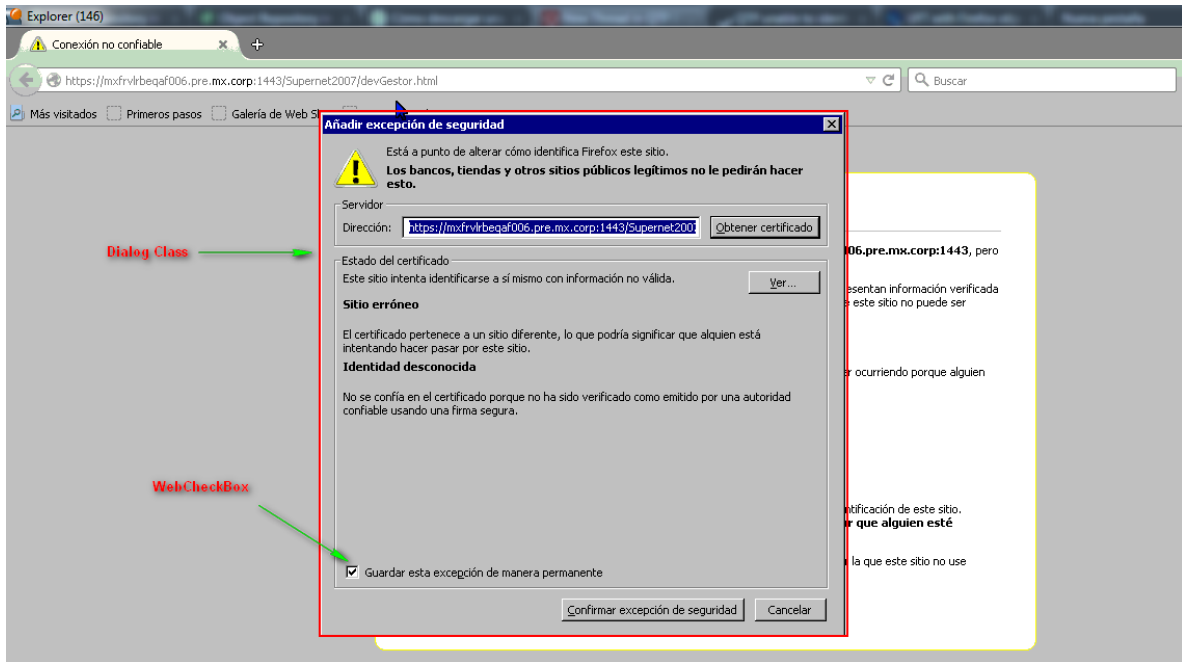 Explorer (146)
Conexión no confiable
https://mxfrvlrbeqaf006.pre.mx.corp:1443/Supernet2007/devGestor.html
Buscar
Más visitados Primeros pasos Galería de Web
Añadir excepción de seguridad
Está a punto de alterar cómo identifica Firefox este sitio.
Los bancos, tiendas y otros sitios públicos legítimos no le pedirán hacer
esto.
Servidor
Dirección: https://mxfrvlrbeqaf006.pre.mx.corp:1443/Supernet200 Obtener certificado
Dialog Class
06.pre.mx.corp:1443, pero
Estado del certificado
Este sitio intenta identificarse a sí mismo con información no válida.
Ver...
esentan información verificada
este sitio no puede ser
Sitio erróneo
El certificado pertenece a un sitio diferente, lo que podría significar que alguien está
intentando hacer pasar por este sitio.
Identidad desconocida
ocurriendo porque alguien
No se confía en el certificado porque no ha sido verificado como emitido por una autoridad
confiable usando una firma segura.
WebCheckBox
ntificación de este sitio.
que alguien esté
la que este sitio no use
Guardar esta excepción de manera permanente
Confirmar excepción de seguridad Cancelar